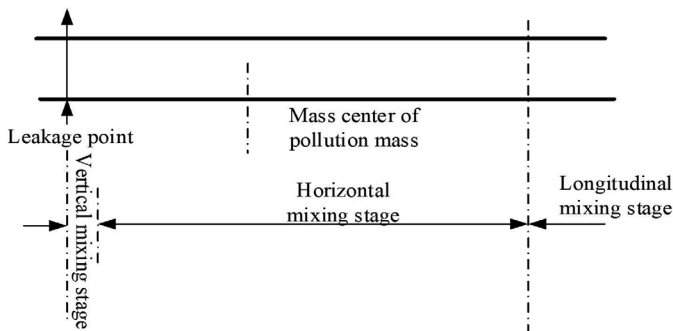 Mass center of
pollution mass
Leakage point
Vertical mixing stage
Horizontal
mixing stage
Longitudinal
mixing stage